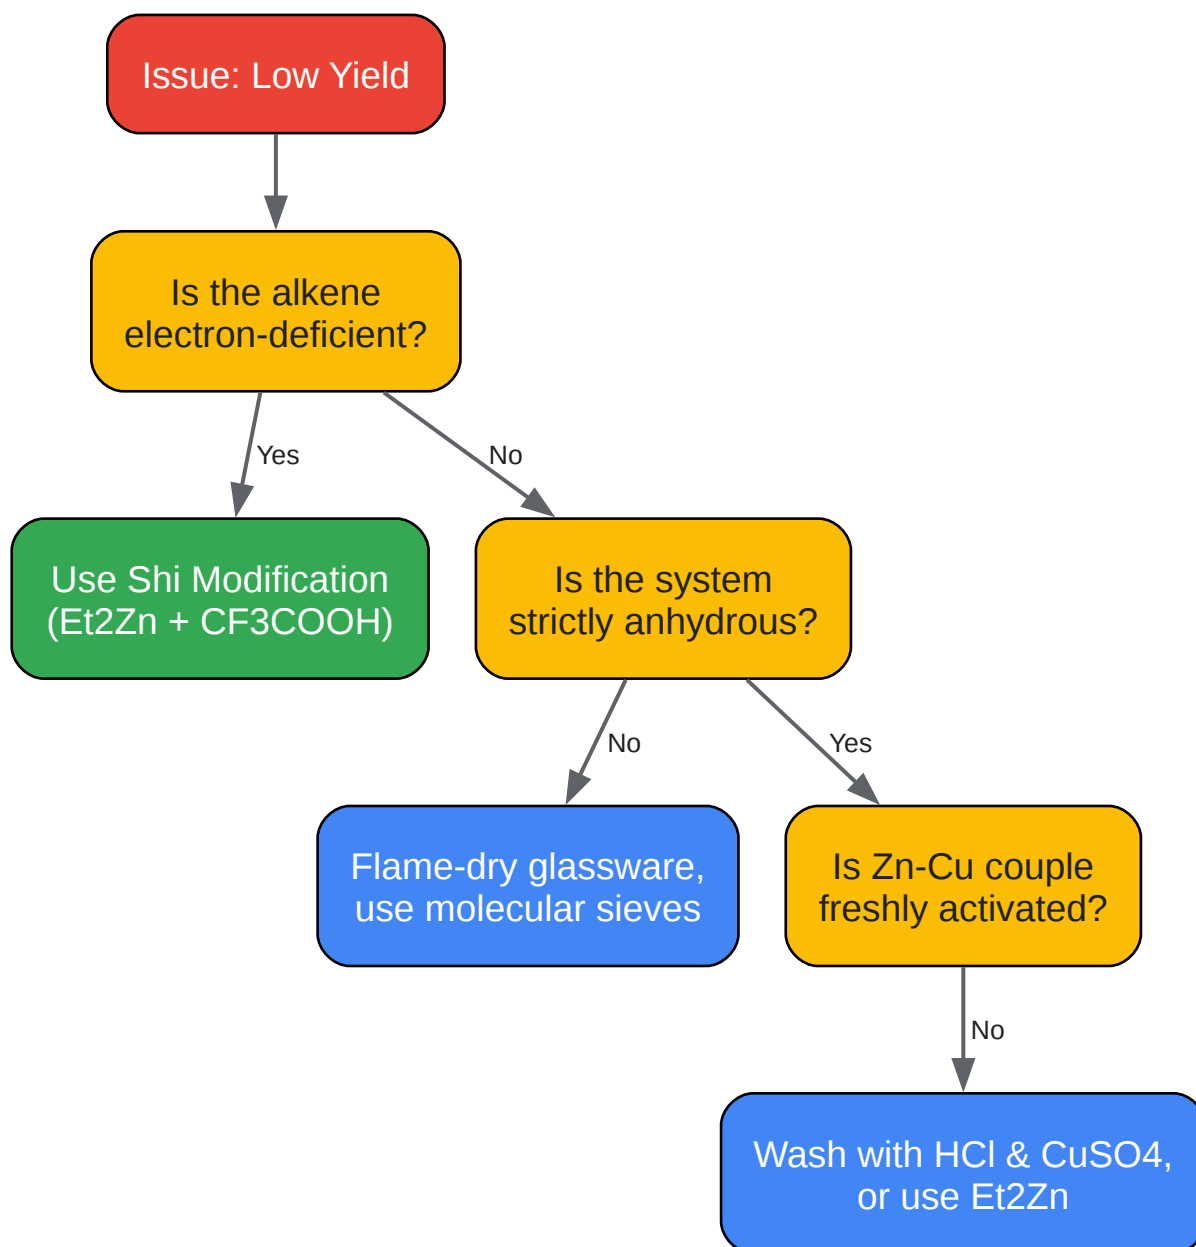 Issue: Low Yield
Is the alkene
electron-deficient?
Yes
No
Use Shi Modification
(Et2Zn + CF3COOH)
Is the system
strictly anhydrous?
No
Yes
Flame-dry glassware,
use molecular sieves
Is Zn-Cu couple
freshly activated?
No
Wash with HCl & CuSO4,
or use Et2Zn